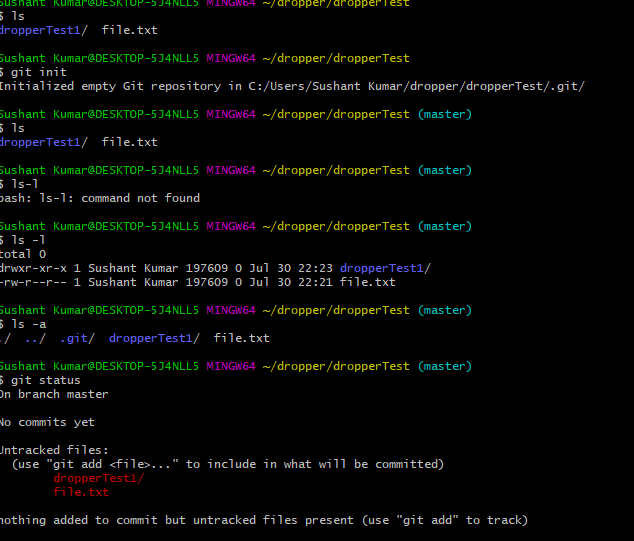 Sushant Kumar@DESKTOP-5J4NLL5 MINGW64 ~/dropper/dropperTest
$ ls
dropperTest1/  file.txt
Sushant Kumar@DESKTOP-5J4NLL5 MINGW64 ~/dropper/dropperTest
$ git init
Initialized empty Git repository in C:/Users/Sushant Kumar/dropper/dropperTest/.git/
Sushant Kumar@DESKTOP-5J4NLL5 MINGW64 ~/dropper/dropperTest (master)
$ ls
dropperTest1/  file.txt
Sushant Kumar@DESKTOP-5J4NLL5 MINGW64 ~/dropper/dropperTest (master)
$ ls-l
bash: ls-l: command not found
Sushant Kumar@DESKTOP-5J4NLL5 MINGW64 ~/dropper/dropperTest (master)
$ ls -l
total 0
drwxr-xr-x 1 Sushant Kumar 197609 0 Jul 30 22:23 dropperTest1/
-rw-r--r-- 1 Sushant Kumar 197609 0 Jul 30 22:21 file.txt
Sushant Kumar@DESKTOP-5J4NLL5 MINGW64 ~/dropper/dropperTest (master)
$ ls -a
./  ../  .git/  dropperTest1/  file.txt
Sushant Kumar@DESKTOP-5J4NLL5 MINGW64 ~/dropper/dropperTest (master)
$ git status
On branch master
No commits yet
Untracked files:
  (use "git add <file>..." to include in what will be committed)
        dropperTest1/
        file.txt
nothing added to commit but untracked files present (use "git add" to track)